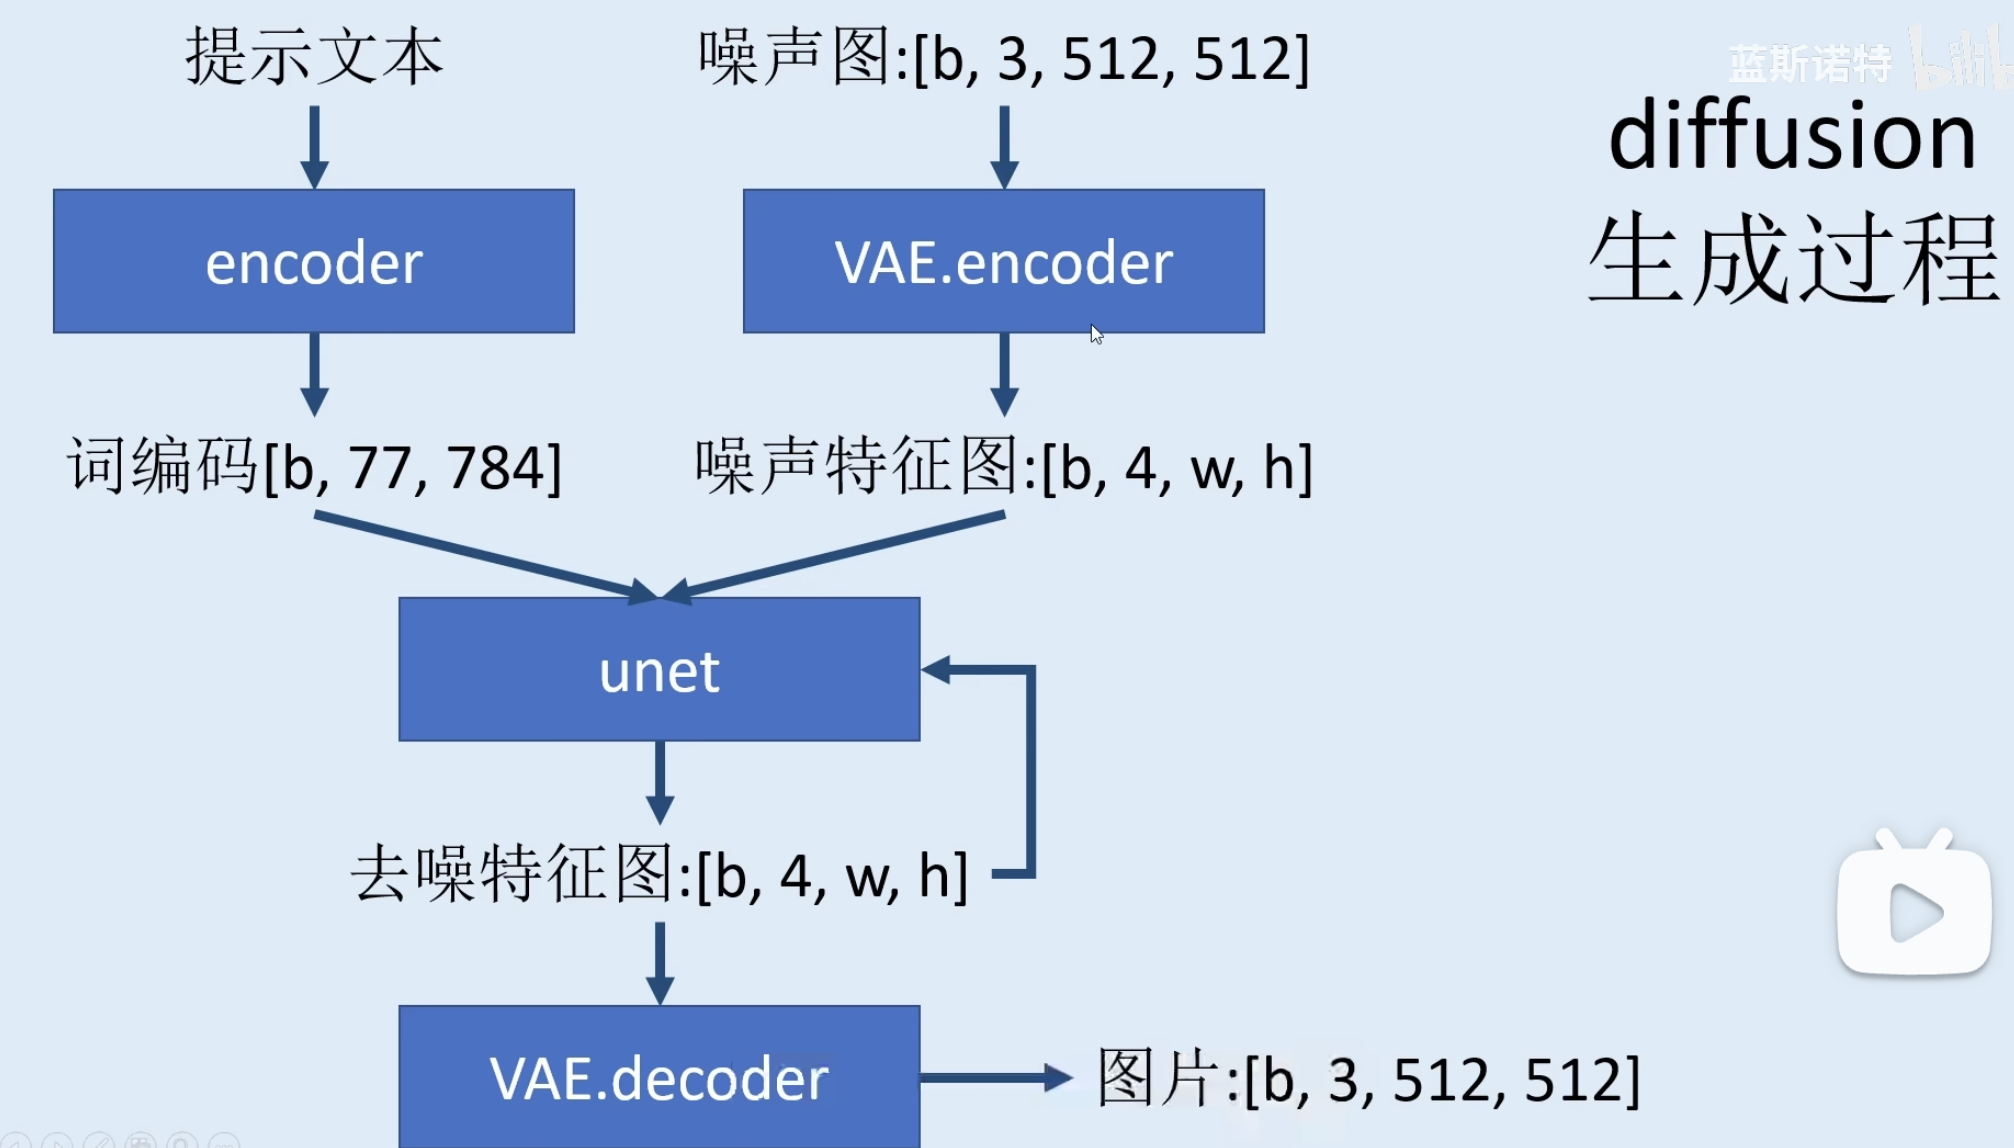 提示文本
噪声图:[b, 3, 512, 512]
蓝斯诺特 bilibili
diffusion
生成过程
encoder
VAE.encoder
词编码[b, 77, 784]
噪声特征图:[b, 4, w, h]
unet
去噪特征图:[b, 4, w, h]
VAE.decoder
图片:[b, 3, 512, 512]